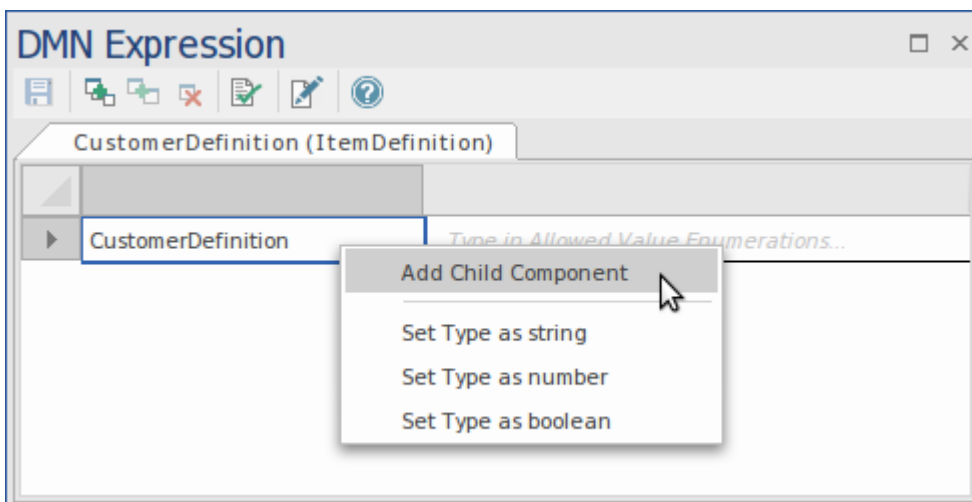 DMN Expression
CustomerDefinition (ItemDefinition)
CustomerDefinition
Type in Allowed Value Enumerations...
Add Child Component
Set Type as string
Set Type as number
Set Type as boolean